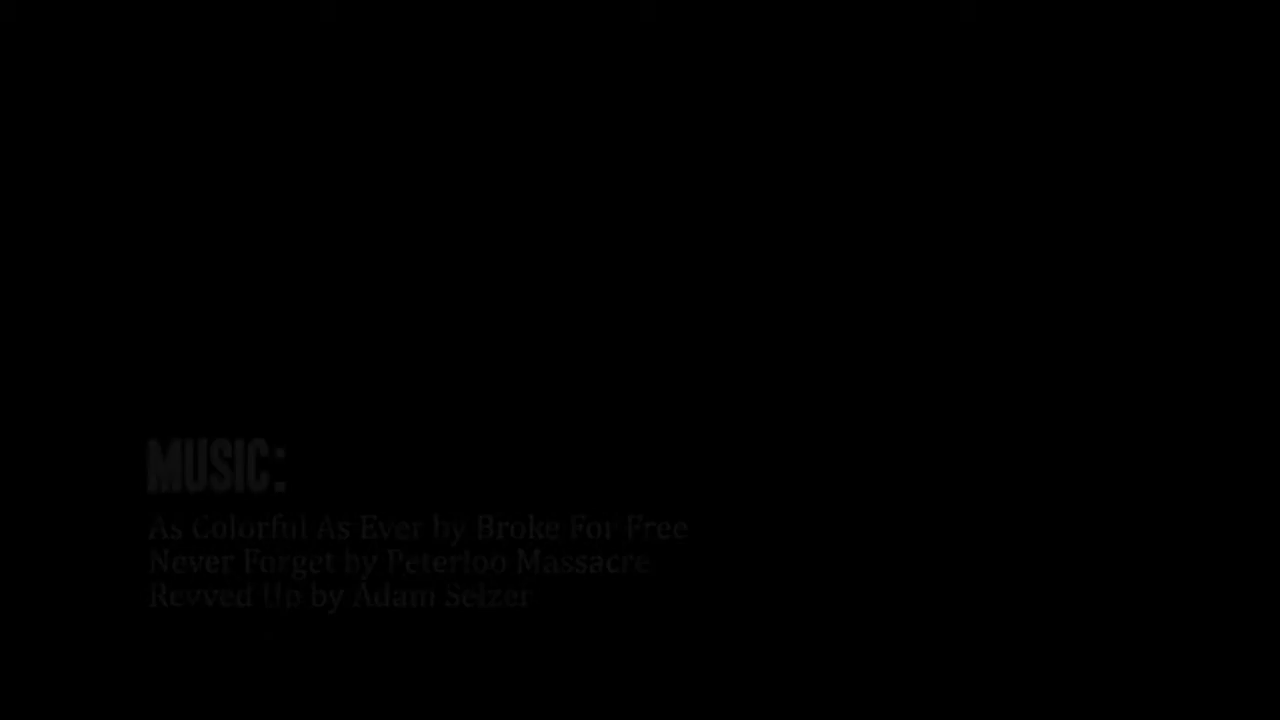 MUSIC:
As Colorful As Ever by Broke For Free
Never Forget by Peterloo Massacre
Revved Up by Adam Selzer